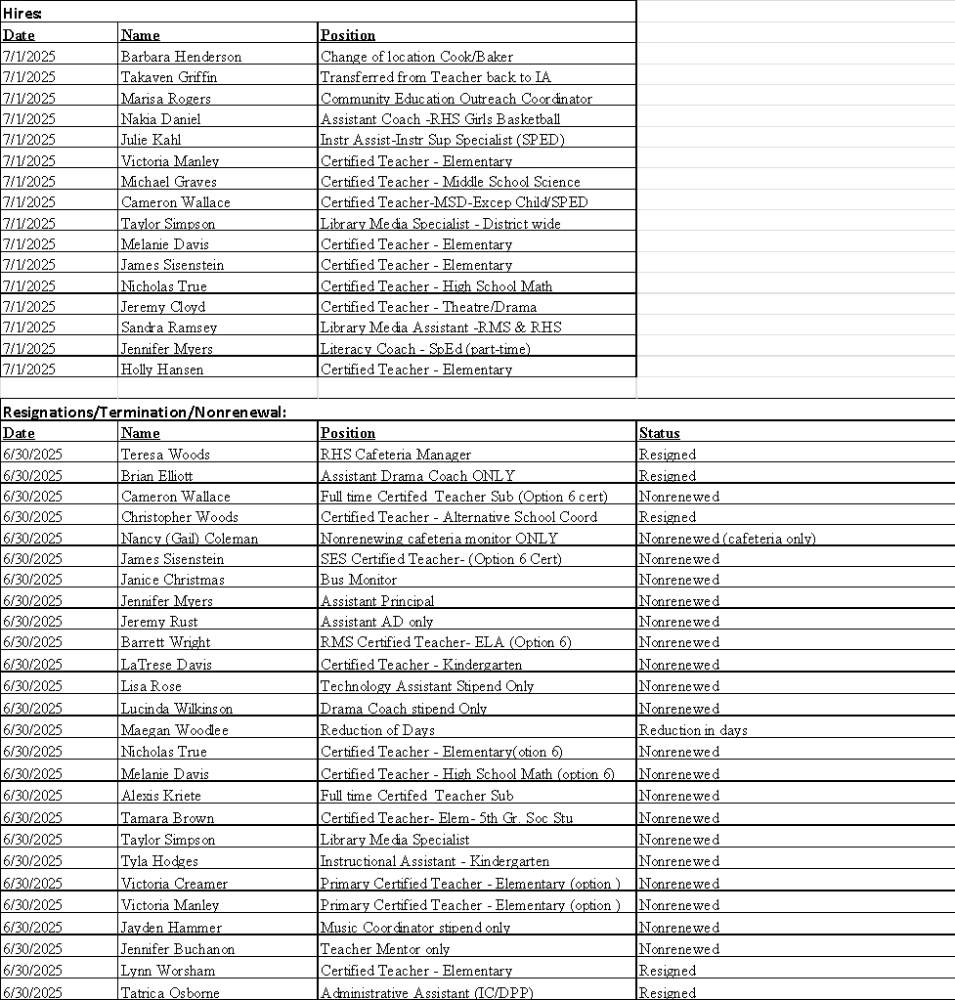 Hires:
Date Name Position
7/1/2025 Barbara Henderson Change of location Cook/Baker
7/1/2025 Takaven Griffin Transferred from Teacher back to IA
7/1/2025 Marisa Rogers Community Education Outreach Coordinator
7/1/2025 Nakia Daniel Assistant Coach -RHS Girls Basketball
7/1/2025 Julie Kahl Instr Assist-Instr Sup Specialist (SPED)
7/1/2025 Victoria Manley Certified Teacher - Elementary
7/1/2025 Michael Graves Certified Teacher - Middle School Science
7/1/2025 Cameron Wallace Certified Teacher-MSD-Excep Child/SPED
7/1/2025 Taylor Simpson Library Media Specialist - District wide
7/1/2025 Melanie Davis Certified Teacher - Elementary
7/1/2025 James Sisenstein Certified Teacher - Elementary
7/1/2025 Nicholas True Certified Teacher - High School Math
7/1/2025 Jeremy Cloyd Certified Teacher - Theatre/Drama
7/1/2025 Sandra Ramsey Library Media Assistant -RMS & RHS
7/1/2025 Jennifer Myers Literacy Coach - SpEd (part-time)
7/1/2025 Holly Hansen Certified Teacher - Elementary
Resignations/Termination/Nonrenewal:
Date Name Position Status
6/30/2025 Teresa Woods RHS Cafeteria Manager Resigned
6/30/2025 Brian Elliott Assistant Drama Coach ONLY Resigned
6/30/2025 Cameron Wallace Full time Certifed Teacher Sub (Option 6 cert) Nonrenewed
6/30/2025 Christopher Woods Certified Teacher - Alternative School Coord Resigned
6/30/2025 Nancy (Gail) Coleman Nonrenewing cafeteria monitor ONLY Nonrenewed (cafeteria only)
6/30/2025 James Sisenstein SES Certified Teacher- (Option 6 Cert) Nonrenewed
6/30/2025 Janice Christmas Bus Monitor Nonrenewed
6/30/2025 Jennifer Myers Assistant Principal Nonrenewed
6/30/2025 Jeremy Rust Assistant AD only Nonrenewed
6/30/2025 Barrett Wright RMS Certified Teacher- ELA (Option 6) Nonrenewed
6/30/2025 LaTrese Davis Certified Teacher - Kindergarten Nonrenewed
6/30/2025 Lisa Rose Technology Assistant Stipend Only Nonrenewed
6/30/2025 Lucinda Wilkinson Drama Coach stipend Only Nonrenewed
6/30/2025 Maegan Woodlee Reduction of Days Reduction in days
6/30/2025 Nicholas True Certified Teacher - Elementary(otion 6) Nonrenewed
6/30/2025 Melanie Davis Certified Teacher - High School Math (option 6) Nonrenewed
6/30/2025 Alexis Kriete Full time Certifed Teacher Sub Nonrenewed
6/30/2025 Tamara Brown Certified Teacher- Elem- 5th Gr. Soc Stu Nonrenewed
6/30/2025 Taylor Simpson Library Media Specialist Nonrenewed
6/30/2025 Tyla Hodges Instructional Assistant - Kindergarten Nonrenewed
6/30/2025 Victoria Creamer Primary Certified Teacher - Elementary (option ) Nonrenewed
6/30/2025 Victoria Manley Primary Certified Teacher - Elementary (option ) Nonrenewed
6/30/2025 Jayden Hammer Music Coordinator stipend only Nonrenewed
6/30/2025 Jennifer Buchanon Teacher Mentor only Nonrenewed
6/30/2025 Lynn Worsham Certified Teacher - Elementary Resigned
6/30/2025 Tatrica Osborne Administrative Assistant (IC/DPP) Resigned